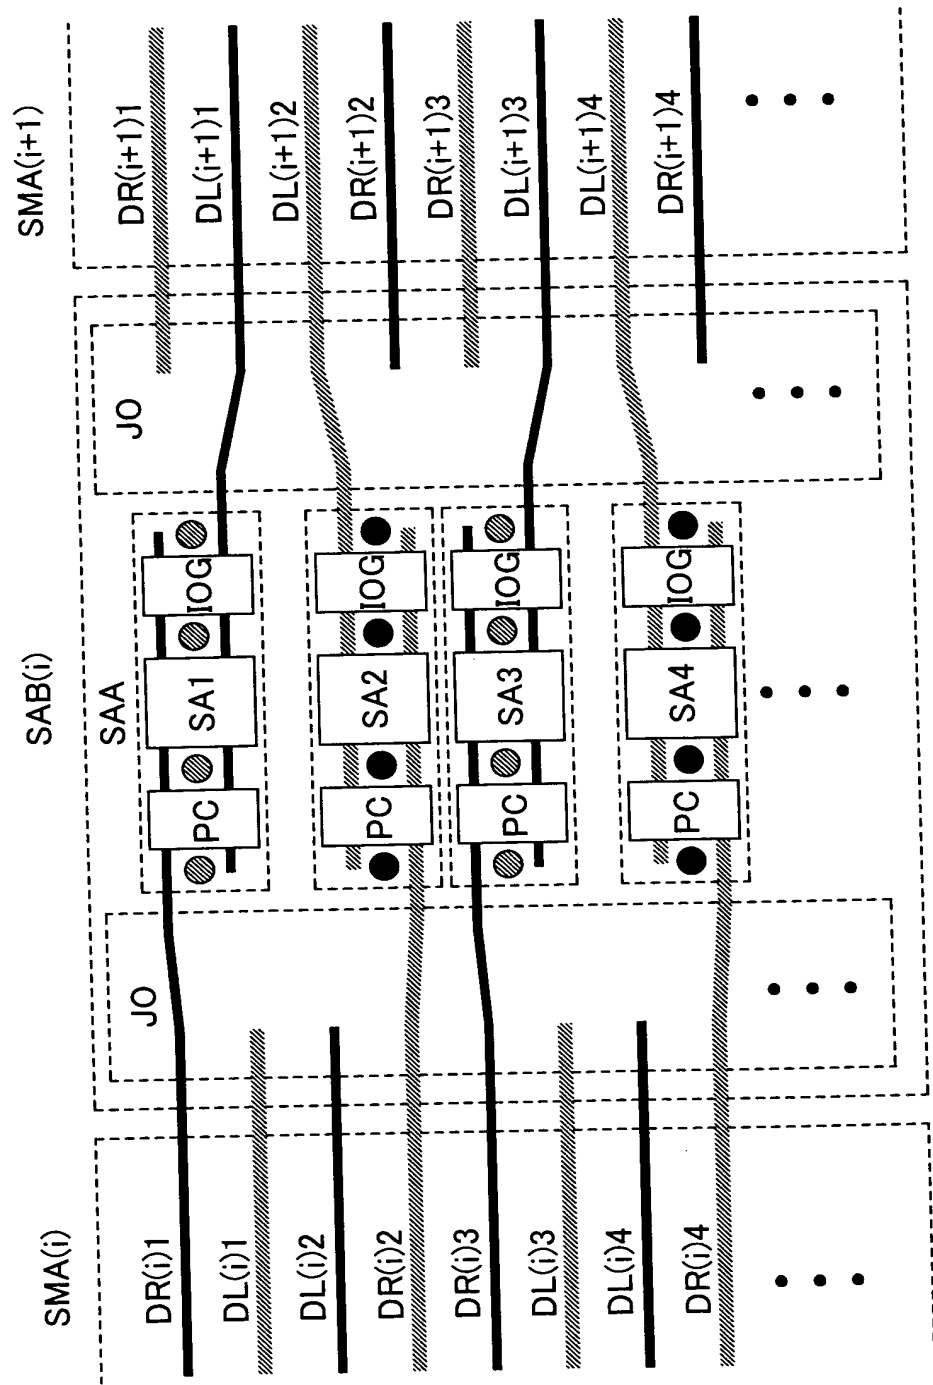 SMA(i)
SAB(i)
SMA(i+1)
SAA
JO
JO
DR(i)1
PC
SA1
IOG
DR(i+1)1
DL(i)1
DL(i+1)1
DL(i)2
DL(i+1)2
PC
SA2
IOG
DR(i)2
DR(i+1)2
DR(i)3
DR(i+1)3
PC
SA3
IOG
DL(i)3
DL(i+1)3
DL(i)4
DL(i+1)4
PC
SA4
IOG
DR(i)4
DR(i+1)4